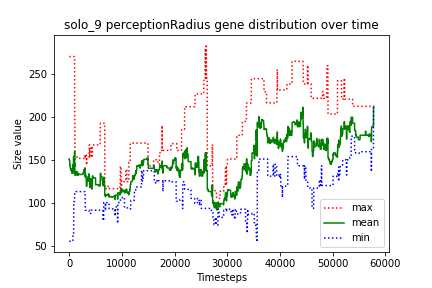 solo_9 perceptionRadius gene distribution over time
Size value
250
200
150
100
50
0
10000
20000
30000
40000
50000
60000
Timesteps
max
mean
min